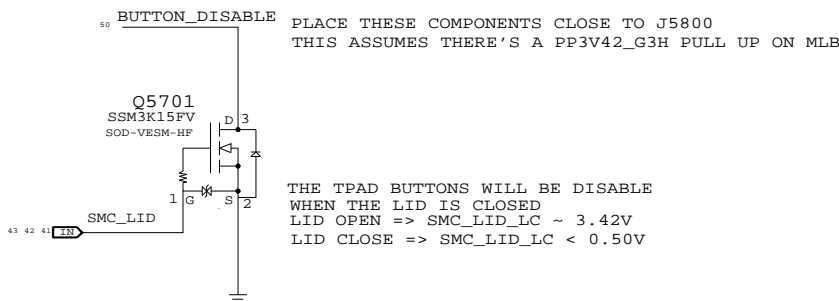 50 BUTTON_DISABLE
PLACE THESE COMPONENTS CLOSE TO J5800
THIS ASSUMES THERE'S A PP3V42_G3H PULL UP ON MLB
Q5701
SSM3K15FV
SOD-VESM-HF
D 3
1 G S 2
SMC_LID
43 42 41 IN
THE TPAD BUTTONS WILL BE DISABLE
WHEN THE LID IS CLOSED
LID OPEN => SMC_LID_LC ~ 3.42V
LID CLOSE => SMC_LID_LC < 0.50V